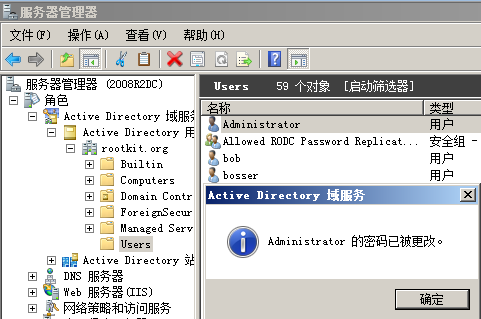 服务器管理器
文件(F) 操作(A) 查看(V) 帮助(H)
服务器管理器 (2008R2DC)
角色
Active Directory 域服务
Active Directory 用
rootkit.org
Builtin
Computers
Domain Contr
ForeignSecur
Managed Serv
Users
Active Directory 站
DNS 服务器
Web 服务器(IIS)
网络策略和访问服务
Users 59 个对象 [启动筛选器]
名称 类型
Administrator 用户
Allowed RODC Password Replicat... 安全组 -
bob 用户
bosser 用户
Active Directory 域服务
Administrator 的密码已被更改。
确定